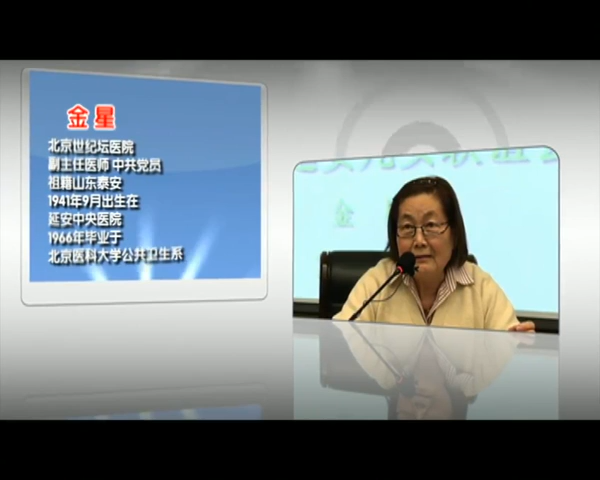 金星
北京世纪坛医院
副主任医师 中共党员
祖籍山东泰安
1941年9月出生在
延安中央医院
1966年毕业于
北京医科大学公共卫生系
金